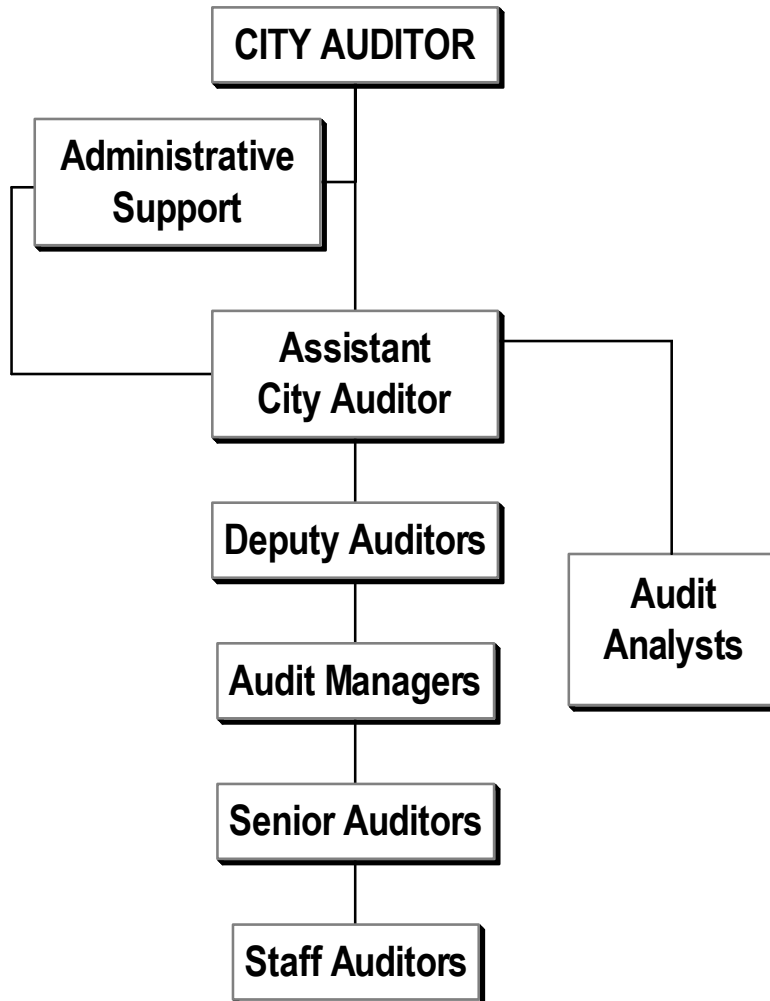 CITY AUDITOR
Administrative
Support
Assistant
City Auditor
Deputy Auditors
Audit
Analysts
Audit Managers
Senior Auditors
Staff Auditors